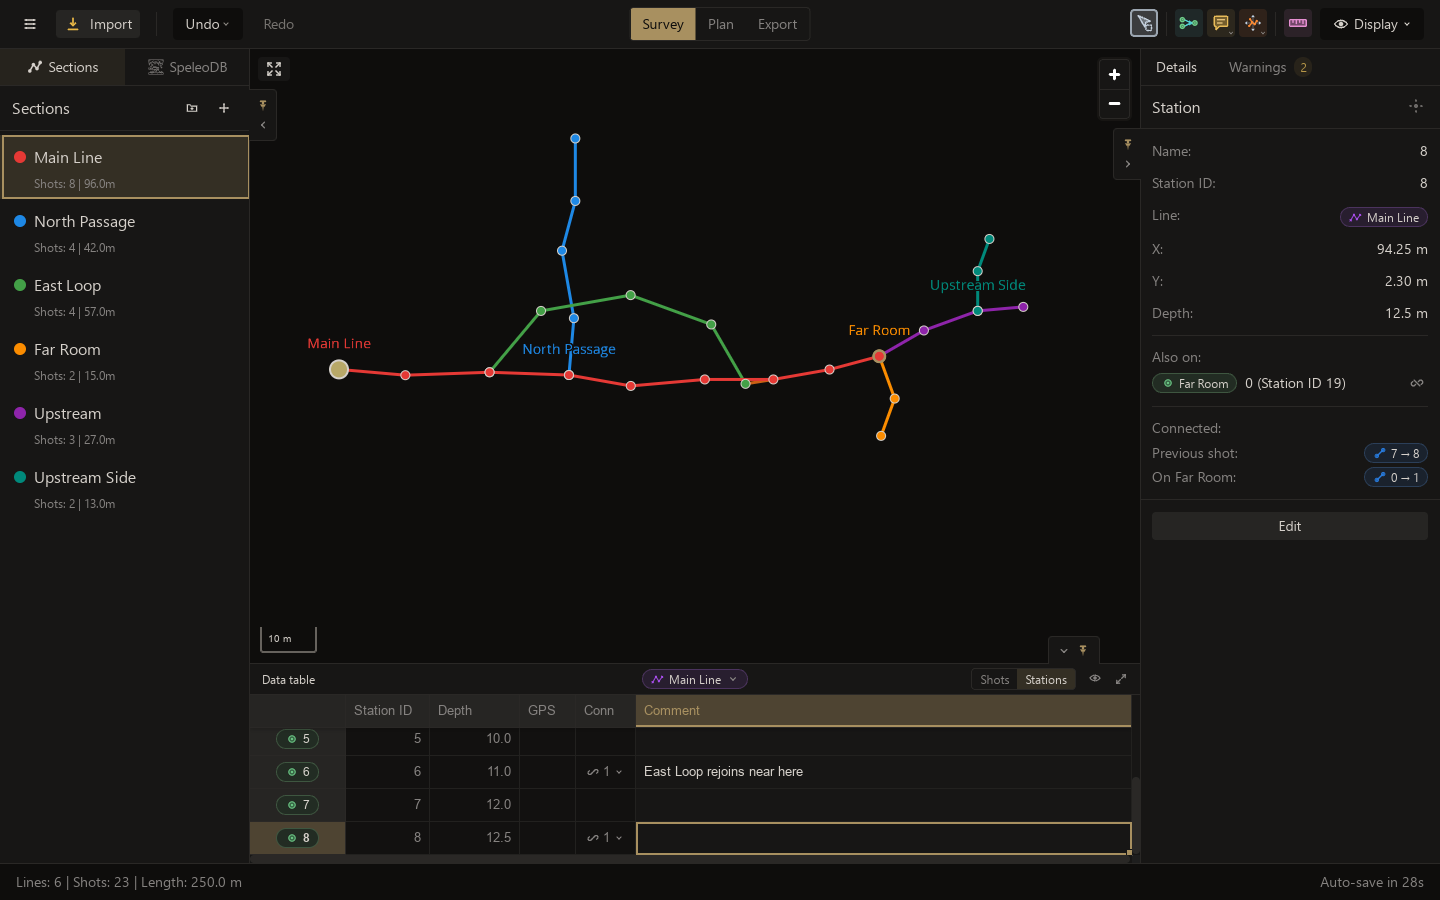 Import
Undo
Redo
Survey
Plan
Export
Display
Sections
SpeleoDB
Details
Warnings 2
Sections
Station
Main Line
Shots: 8 | 96.0m
North Passage
Shots: 4 | 42.0m
East Loop
Shots: 4 | 57.0m
Far Room
Shots: 2 | 15.0m
Upstream
Shots: 3 | 27.0m
Upstream Side
Shots: 2 | 13.0m
Main Line
North Passage
Far Room
Upstream Side
10 m
Name: 8
Station ID: 8
Line: Main Line
X: 94.25 m
Y: 2.30 m
Depth: 12.5 m
Also on:
Far Room 0 (Station ID 19)
Connected:
Previous shot: 7→8
On Far Room: 0→1
Edit
Data table
Main Line
Shots
Stations
Station ID Depth GPS Conn Comment
5 5 10.0
6 6 11.0 1 East Loop rejoins near here
7 7 12.0
8 8 12.5 1
Lines: 6 | Shots: 23 | Length: 250.0 m
Auto-save in 28s